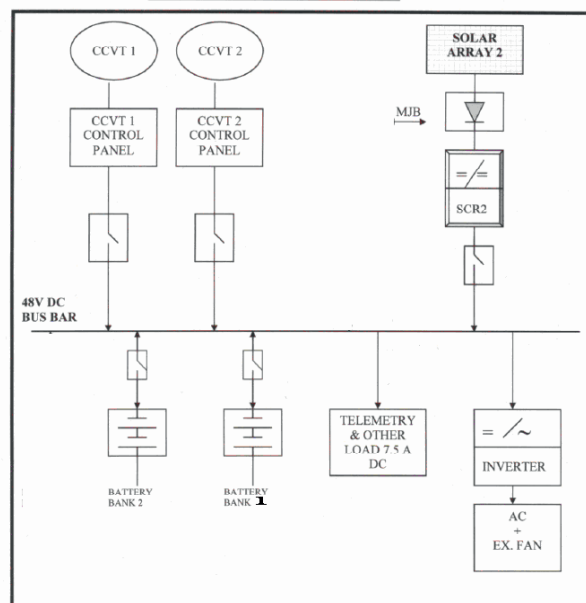 CCVT 1
CCVT 2
SOLAR
ARRAY 2
MJB
CCVT 1
CONTROL
PANEL
CCVT 2
CONTROL
PANEL
=/=
SCR2
48V DC
BUS BAR
TELEMETRY
& OTHER
LOAD 7.5 A
DC
= /~
INVERTER
BATTERY
BANK 2
BATTERY
BANK 1
AC
+
EX. FAN